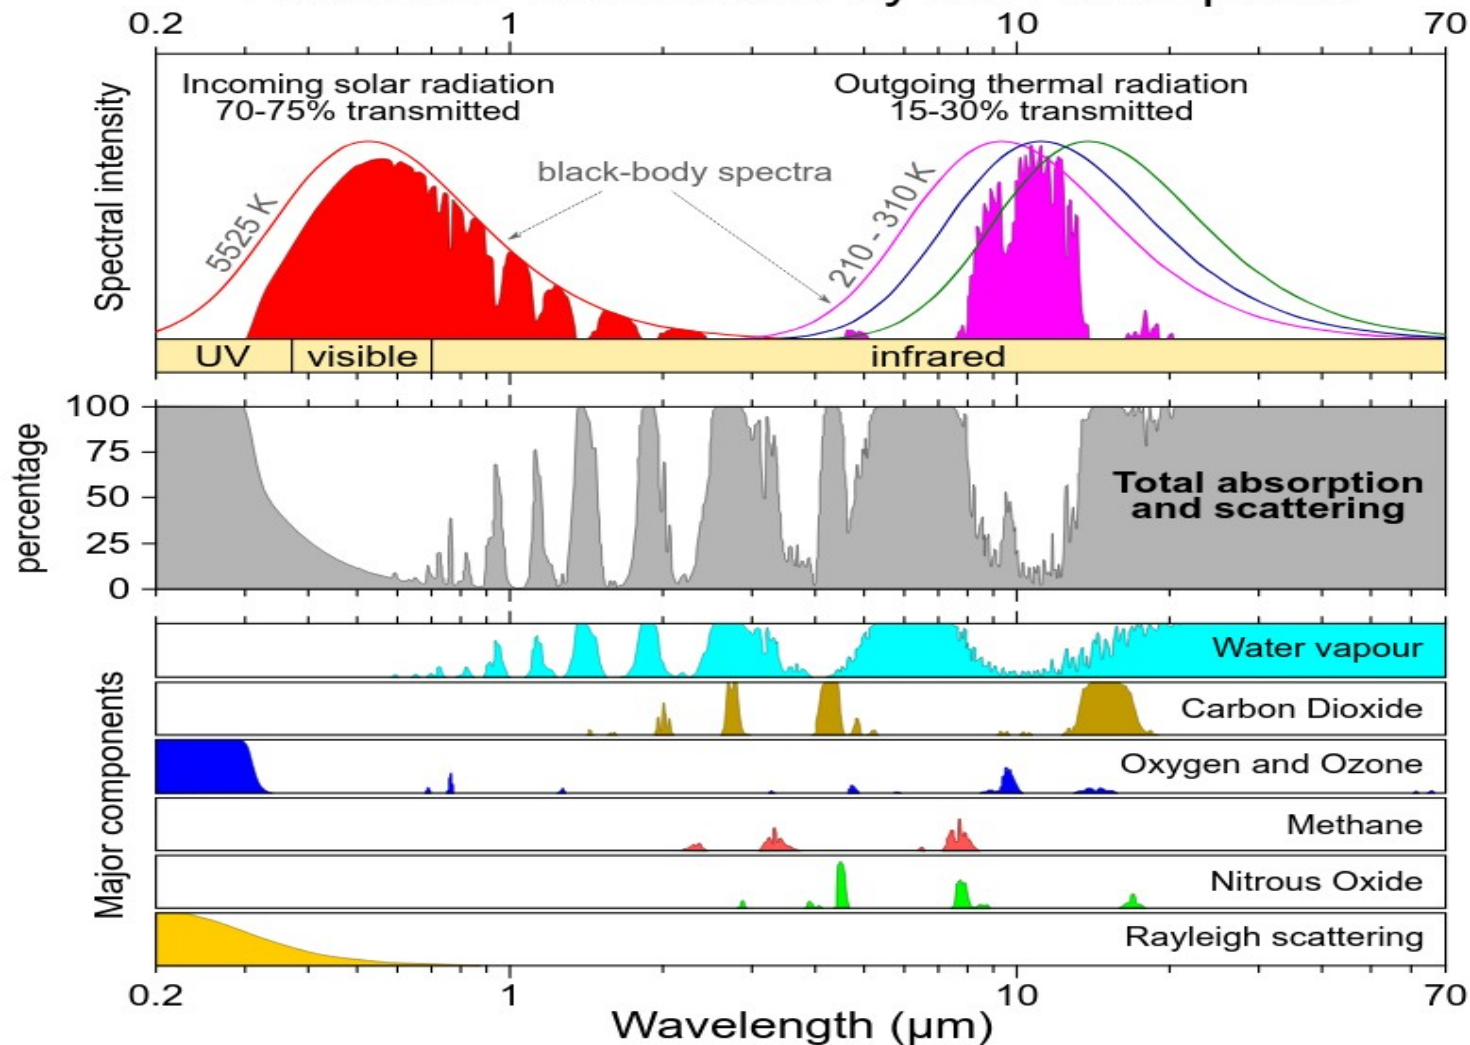 0.2 1 10 70
Incoming solar radiation
70-75% transmitted
Outgoing thermal radiation
15-30% transmitted
Spectral intensity
black-body spectra
5525 K
210 - 310 K
UV visible infrared
percentage
100
75
50
25
0
Total absorption
and scattering
Major components
Water vapour
Carbon Dioxide
Oxygen and Ozone
Methane
Nitrous Oxide
Rayleigh scattering
0.2 1 10 70
Wavelength (μm)